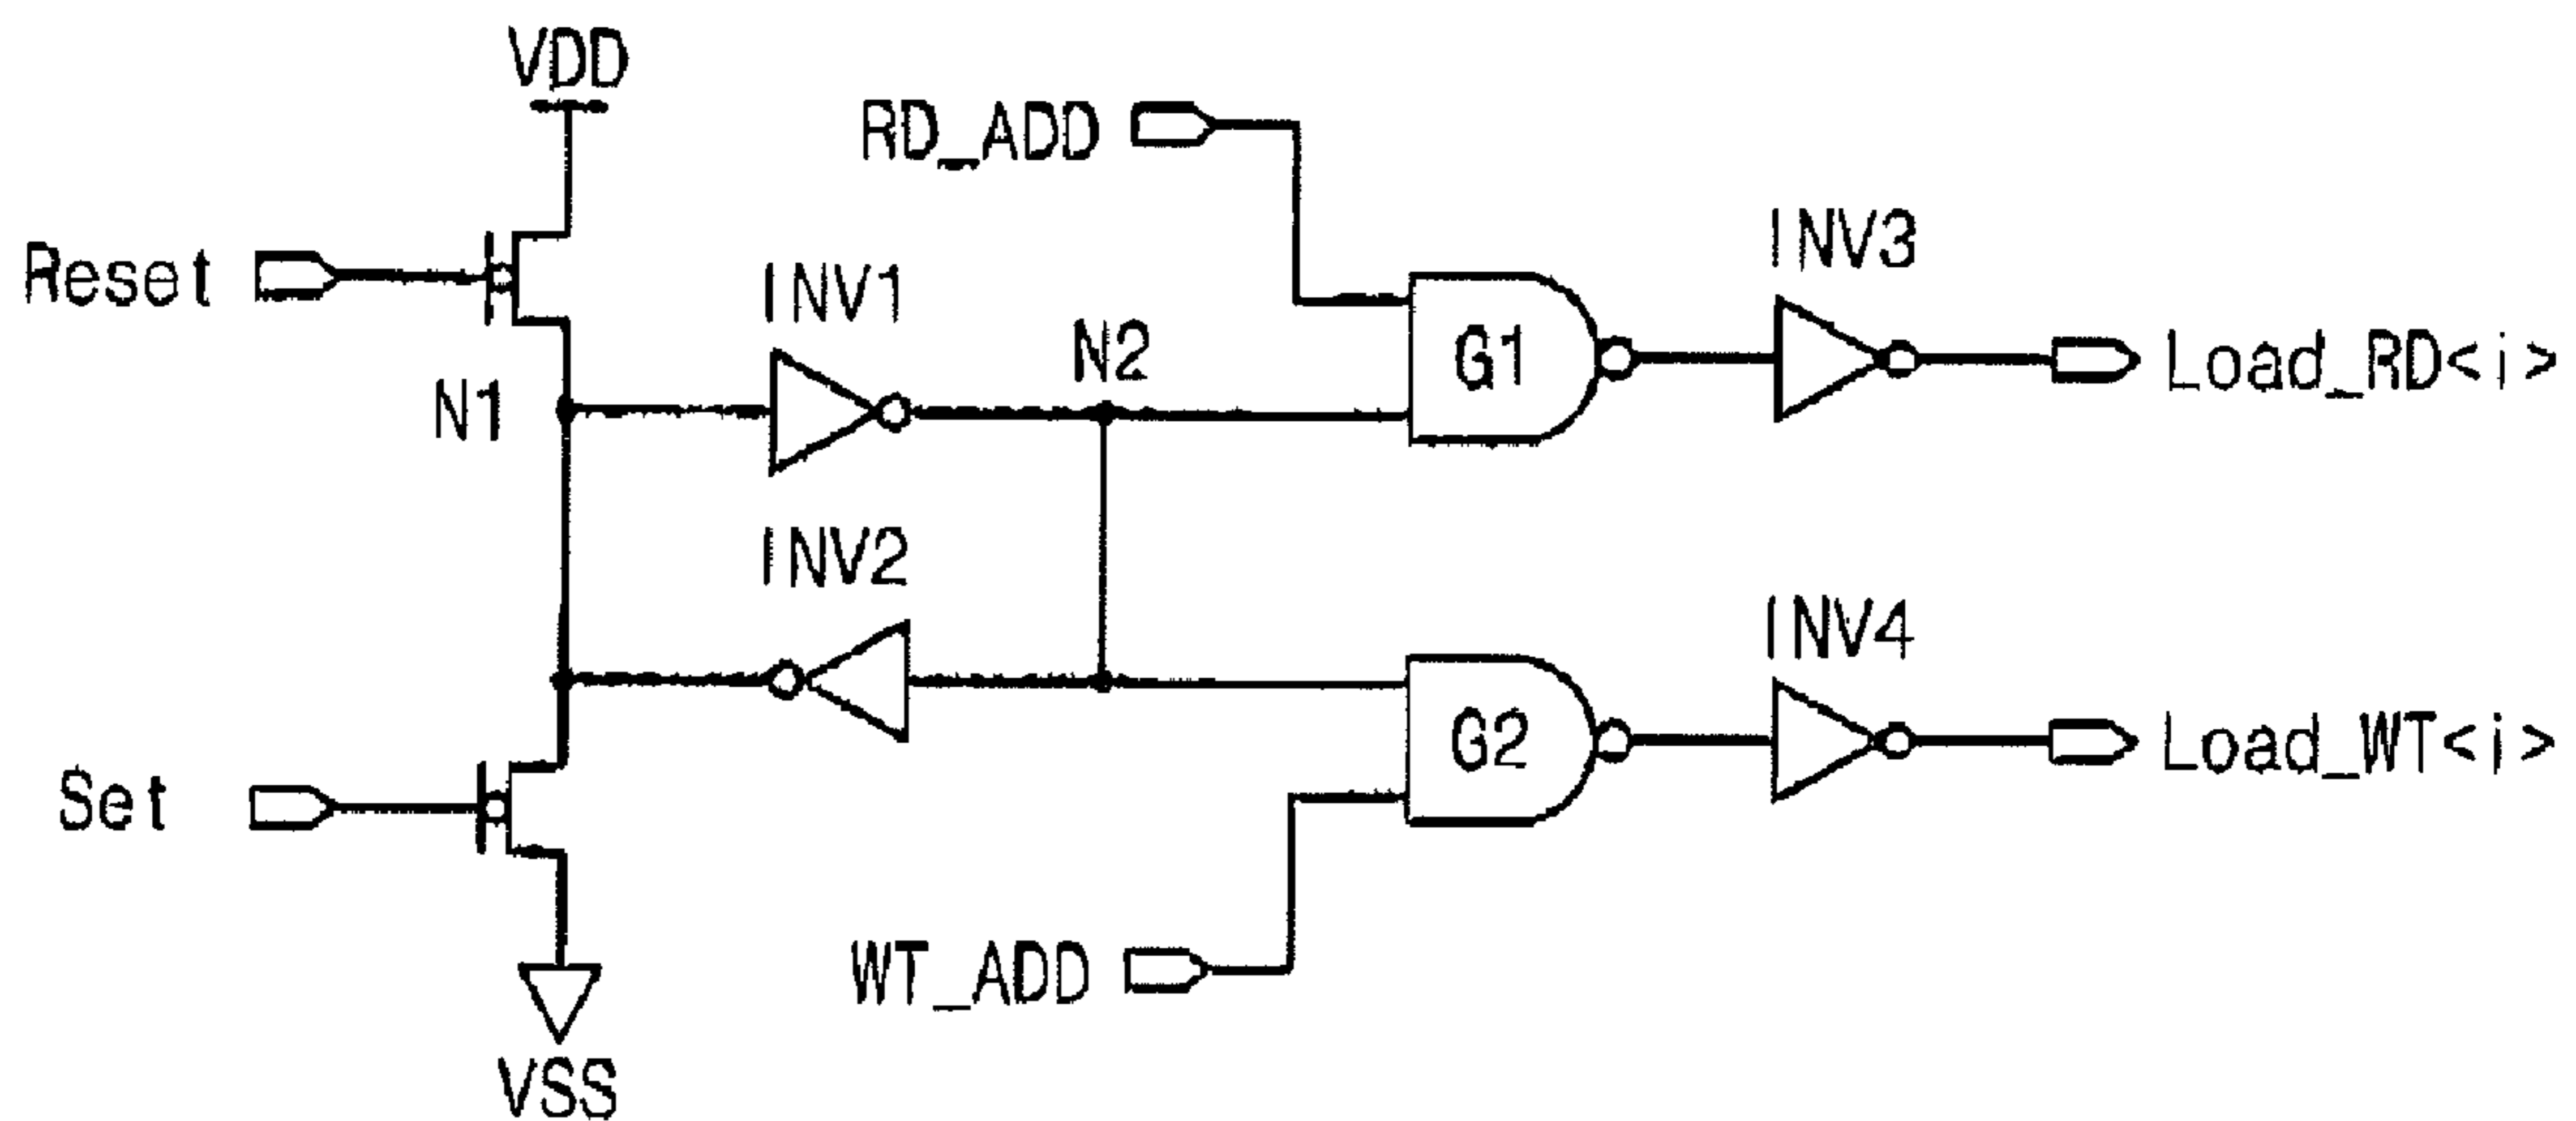 VDD
RD_ADD
INV3
Reset
INV1
N2
G1
Load_RD<i>
N1
INV2
INV4
G2
Load_WT<i>
Set
WT_ADD
VSS